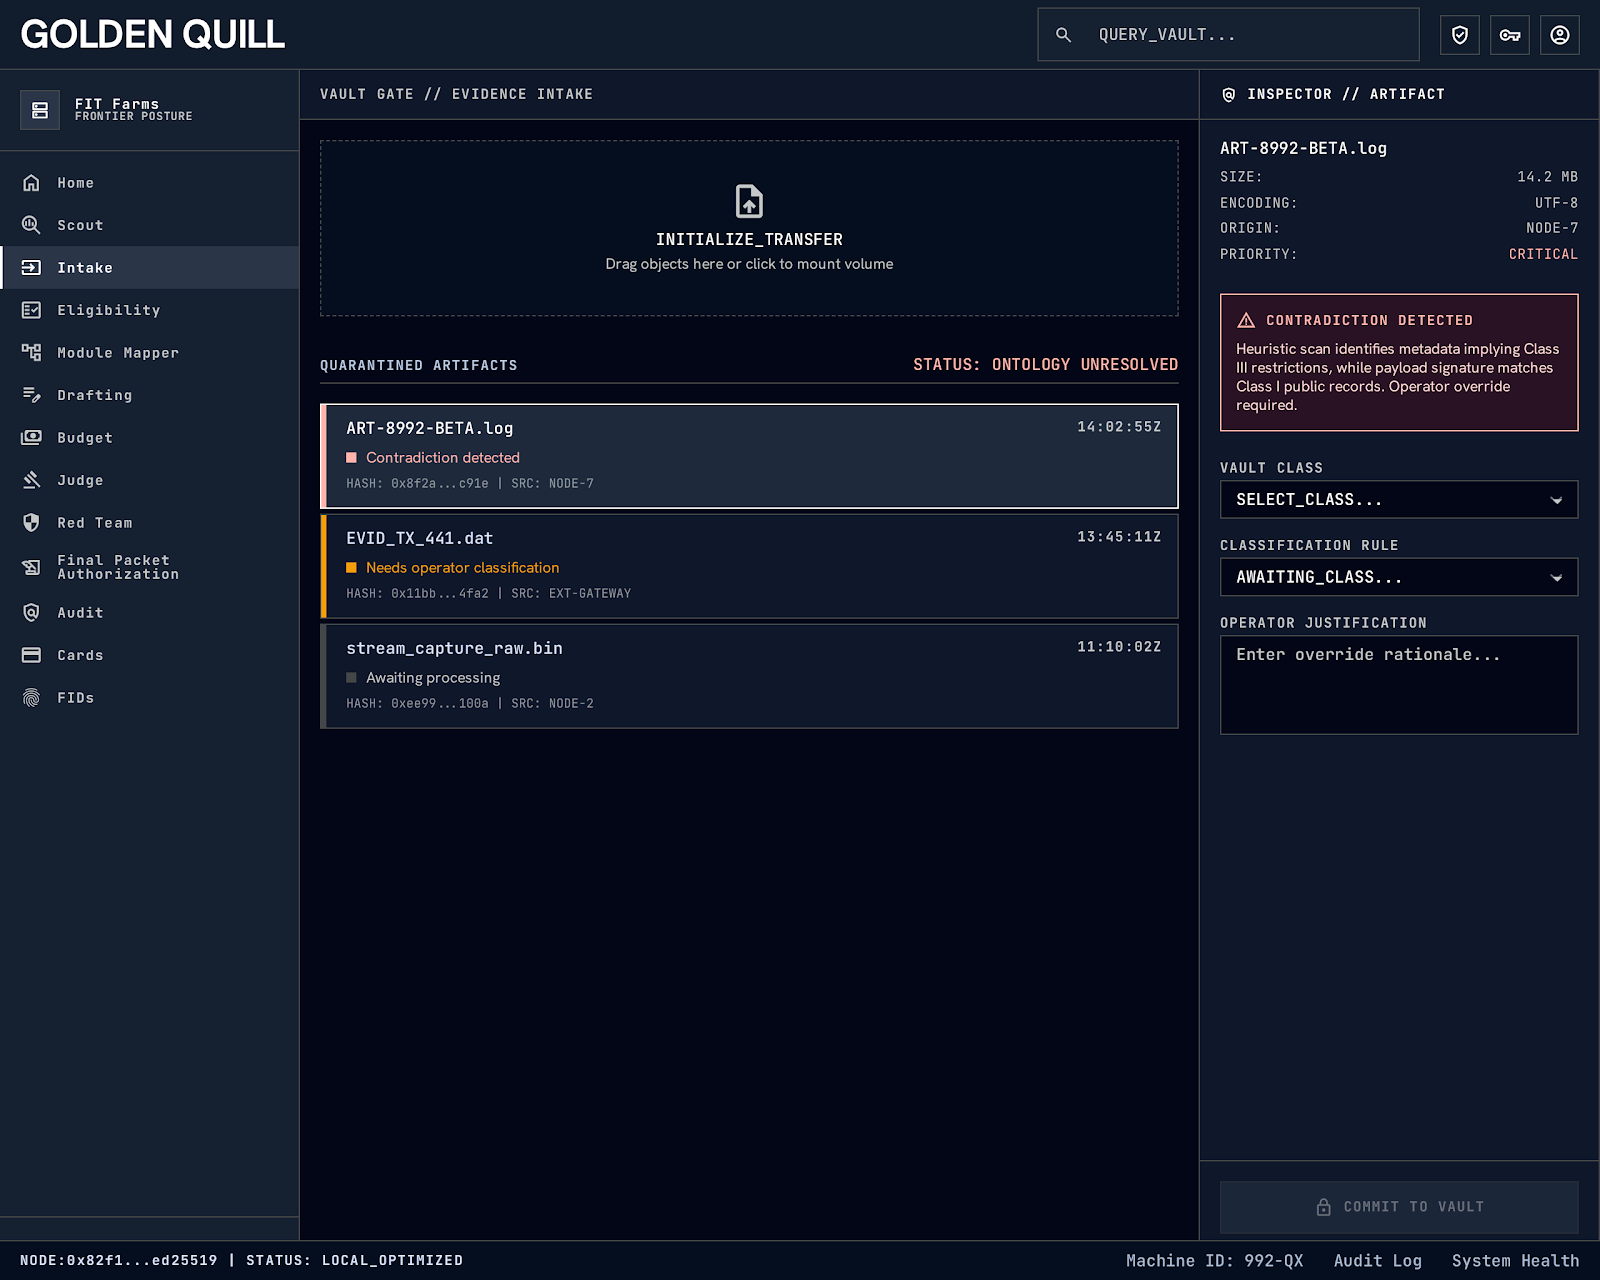 GOLDEN QUILL
QUERY_VAULT...
FIT Farms
FRONTIER POSTURE
Home
Scout
Intake
Eligibility
Module Mapper
Drafting
Budget
Judge
Red Team
Final Packet
Authorization
Audit
Cards
FIDs
VAULT GATE // EVIDENCE INTAKE
INITIALIZE_TRANSFER
Drag objects here or click to mount volume
QUARANTINED ARTIFACTS
STATUS: ONTOLOGY UNRESOLVED
ART-8992-BETA.log
14:02:55Z
Contradiction detected
HASH: 0x8f2a...c91e | SRC: NODE-7
EVID_TX_441.dat
13:45:11Z
Needs operator classification
HASH: 0x11bb...4fa2 | SRC: EXT-GATEWAY
stream_capture_raw.bin
11:10:02Z
Awaiting processing
HASH: 0xee99...100a | SRC: NODE-2
INSPECTOR // ARTIFACT
ART-8992-BETA.log
SIZE: 14.2 MB
ENCODING: UTF-8
ORIGIN: NODE-7
PRIORITY: CRITICAL
CONTRADICTION DETECTED
Heuristic scan identifies metadata implying Class
III restrictions, while payload signature matches
Class I public records. Operator override
required.
VAULT CLASS
SELECT_CLASS...
CLASSIFICATION RULE
AWAITING_CLASS...
OPERATOR JUSTIFICATION
Enter override rationale...
COMMIT TO VAULT
NODE:0x82f1...ed25519 | STATUS: LOCAL_OPTIMIZED
Machine ID: 992-QX
Audit Log
System Health